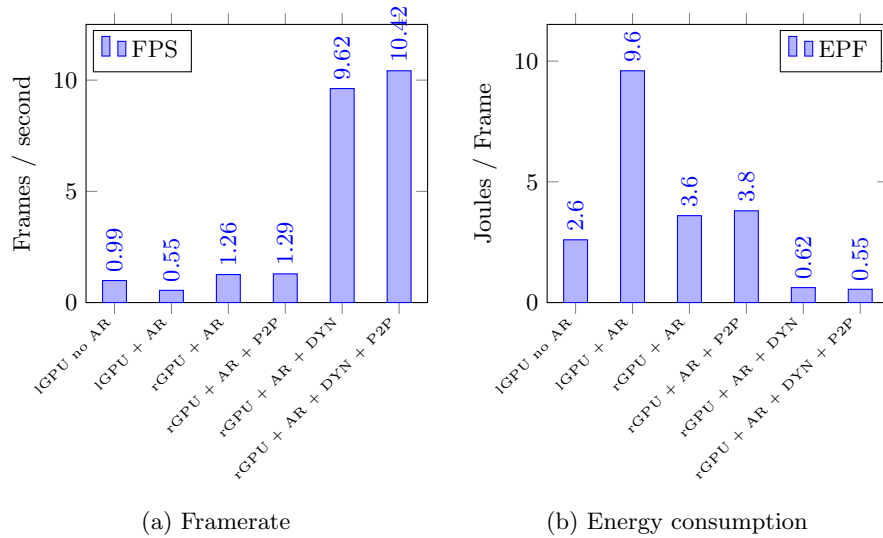 FPS
Frames / second
10
5
0
0.99
0.55
1.26
1.29
9.62
10.42
lGPU no AR
lGPU + AR
rGPU + AR
rGPU + AR + P2P
rGPU + AR + DYN
rGPU + AR + DYN + P2P
(a) Framerate
EPF
Joules / Frame
10
5
0
2.6
9.6
3.6
3.8
0.62
0.55
lGPU no AR
lGPU + AR
rGPU + AR
rGPU + AR + P2P
rGPU + AR + DYN
rGPU + AR + DYN + P2P
(b) Energy consumption